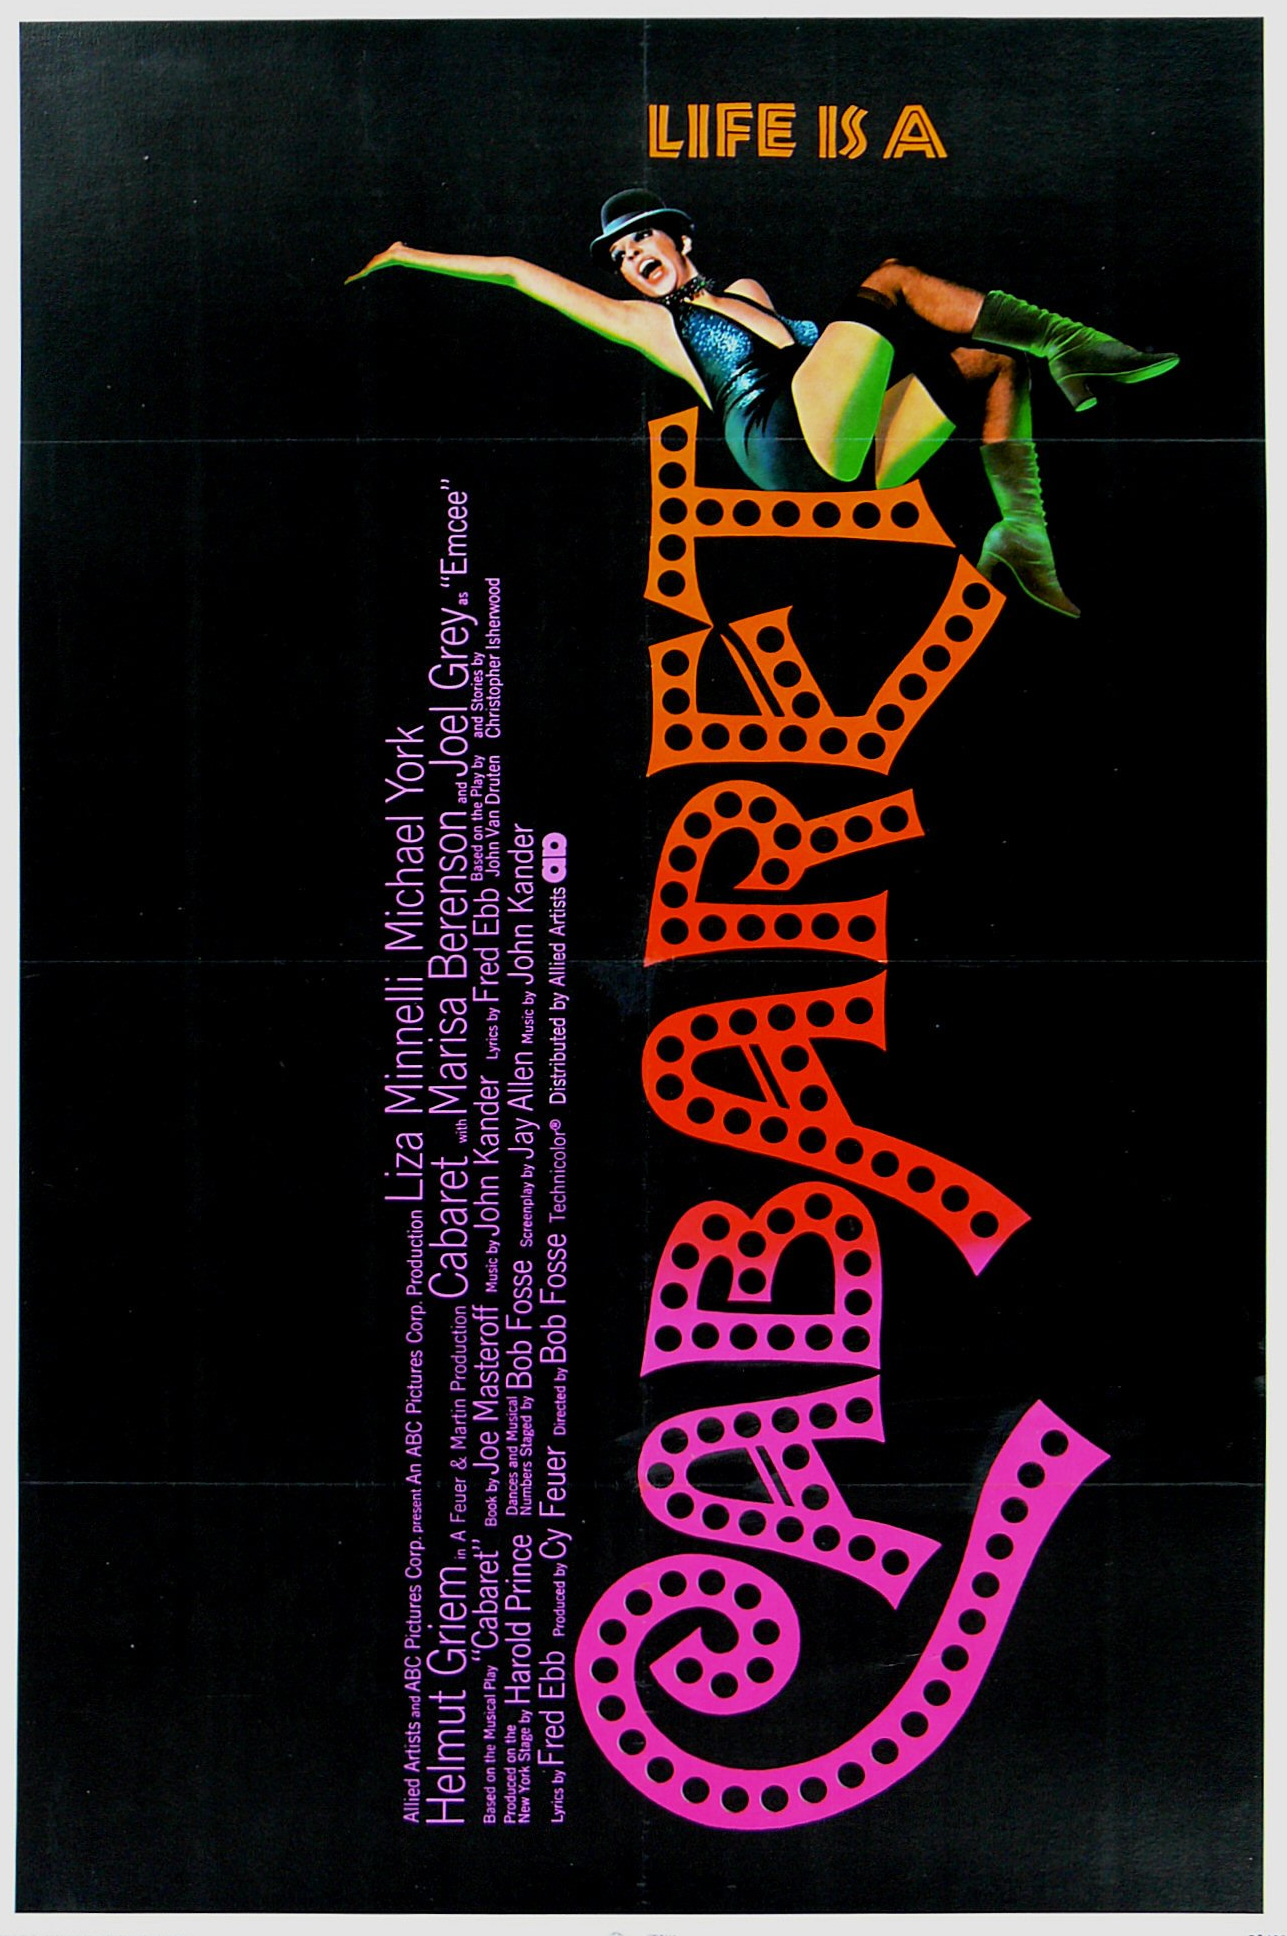 LIFE IS A
CABARET
Allied Artists and ABC Pictures Corp. present An ABC Pictures Corp. Production Liza Minnelli Michael York
Helmut Griem in A Feuer & Martin Production Cabaret with Marisa Berenson and Joel Grey as "Emcee"
Based on the Musical Play "Cabaret" Book by Joe Masteroff Music by John Kander Lyrics by Fred Ebb Based on the Play by John Van Druten and Stories by Christopher Isherwood
Produced on the New York Stage by Harold Prince Dances and Musical Numbers Staged by Bob Fosse Screenplay by Jay Allen Music by John Kander
Lyrics by Fred Ebb Produced by Cy Feuer Directed by Bob Fosse Technicolor® Distributed by Allied Artists